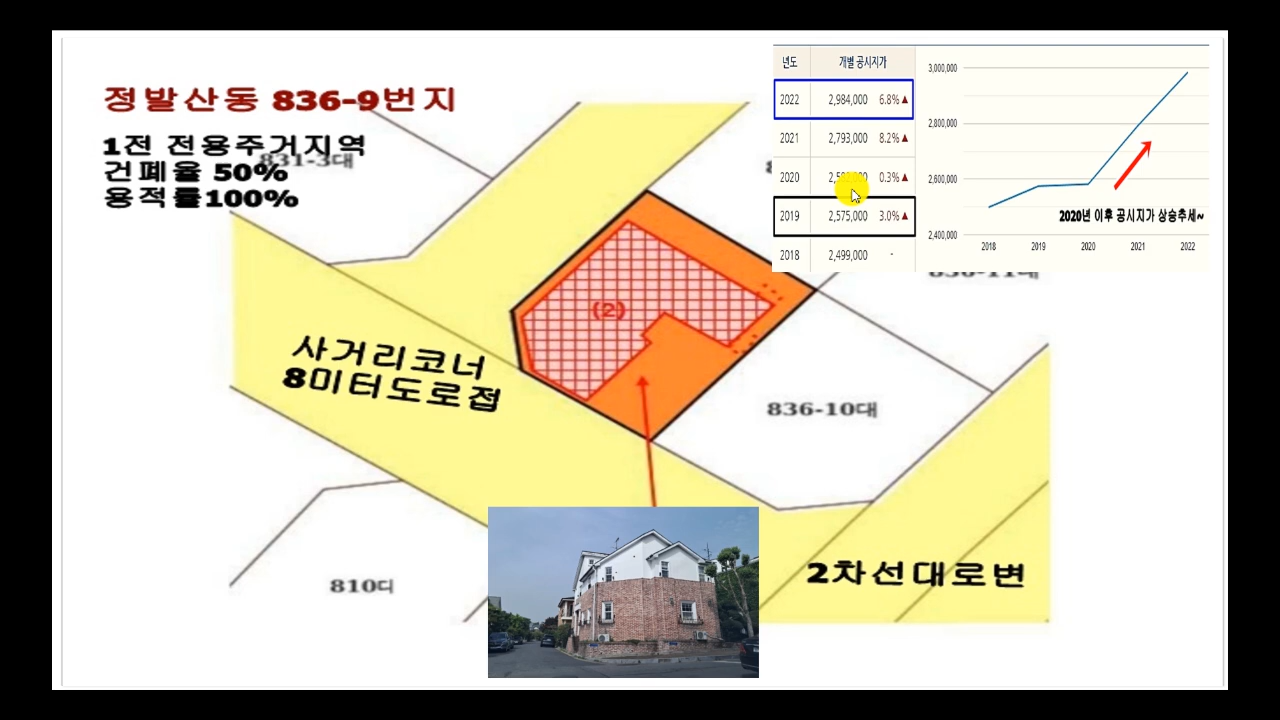 정발산동 836-9번지
1전 전용주거지역
831-3대
건폐율 50%
용적률100%
년도 개별 공시지가
2022 2,984,000 6.8%▲
2021 2,793,000 8.2%▲
2020 0.3%▲
2019 2,575,000 3.0%▲
2018 2,499,000 -
3,000,000
2,800,000
2,600,000
2,400,000
2018 2019 2020 2021 2022
2020년 이후 공시지가 상승추세~
(2)
사거리코너
8미터도로접
836-10대
810
2차선대로변